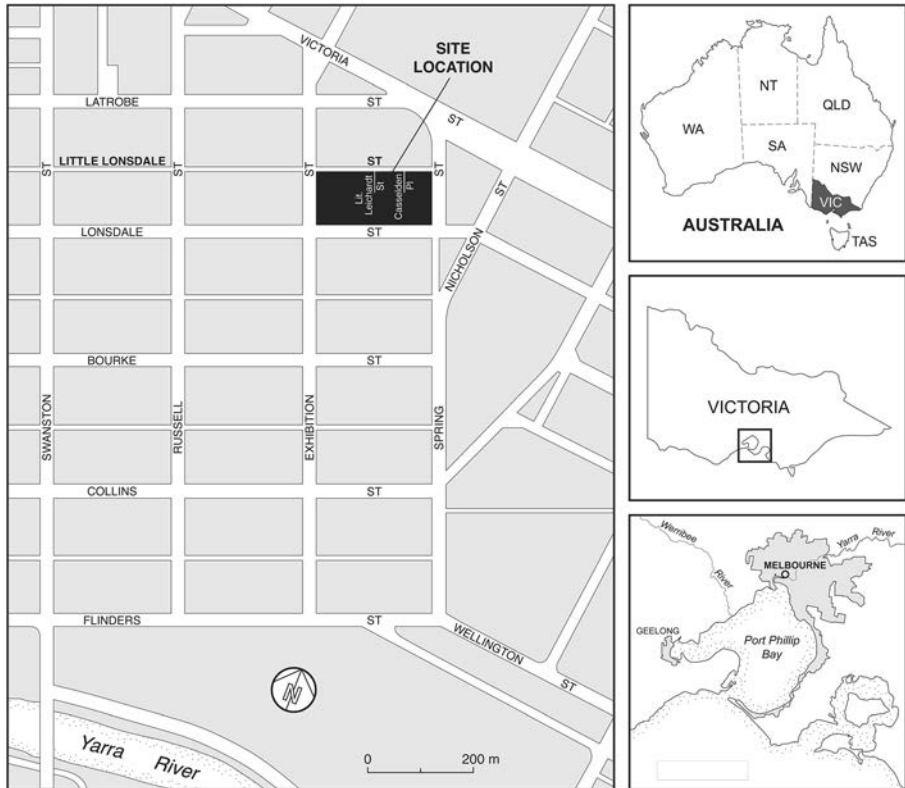 VICTORIA
ST
SITE
LOCATION
LATROBE
ST
ST
LITTLE LONSDALE
ST
ST
ST
ST
ST
ST
Lit.
Leichardt
St
Casselden
Pl
LONSDALE
ST
NICHOLSON
BOURKE
ST
SWANSTON
RUSSELL
EXHIBITION
SPRING
COLLINS
ST
FLINDERS
ST
WELLINGTON
ST
N
Yarra River
0 200 m
WA
NT
QLD
SA
NSW
VIC
AUSTRALIA
TAS
VICTORIA
Werribee
River
Yarra
River
MELBOURNE
GEELONG
Port Phillip
Bay